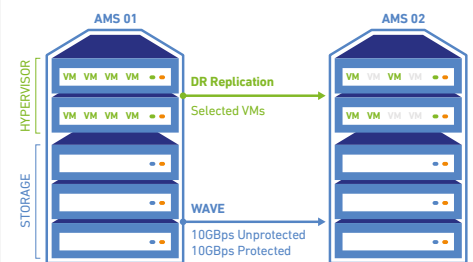 AMS 01
AMS 02
HYPERVISOR
VM VM VM VM
DR Replication
VM VM VM VM
Selected VMs
VM VM VM VM
VM VM VM VM
STORAGE
WAVE
10GBps Unprotected
10GBps Protected